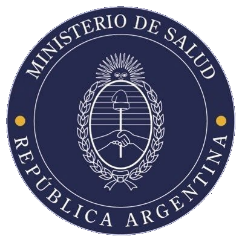 MINISTERIO DE SALUD
REPÚBLICA ARGENTINA